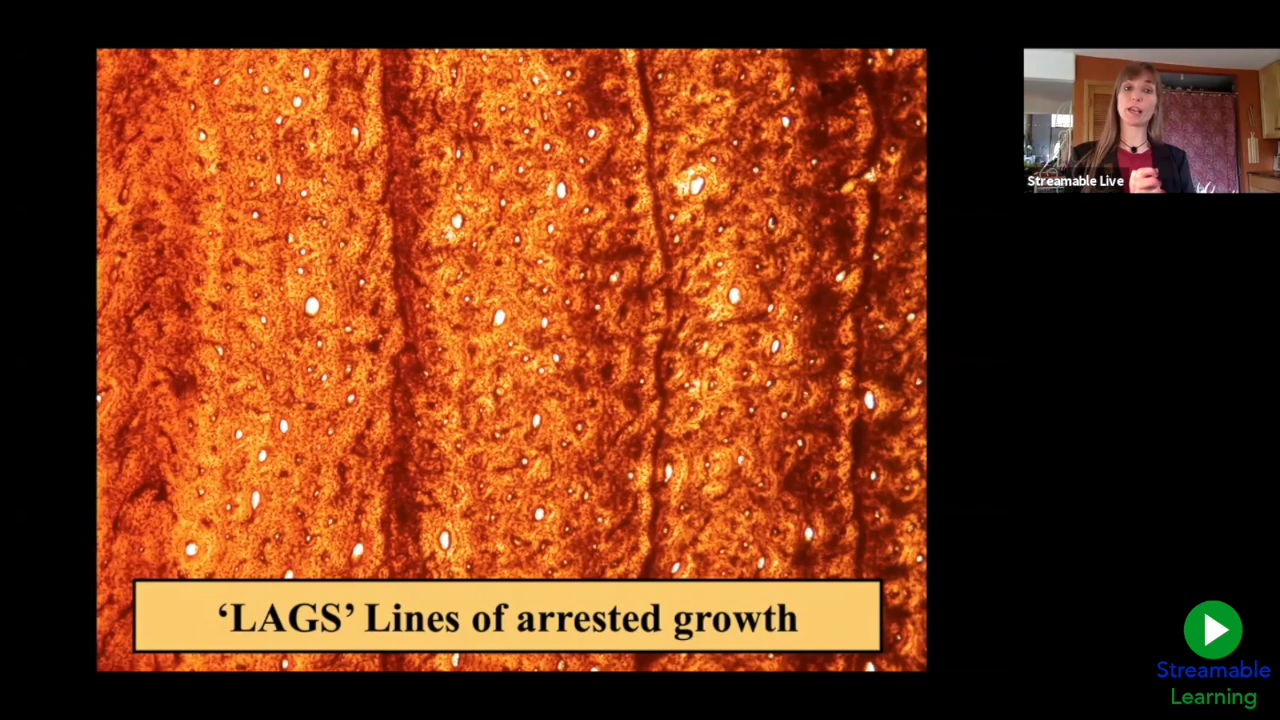 Streamable Live
‘LAGS’ Lines of arrested growth
Streamable
Learning